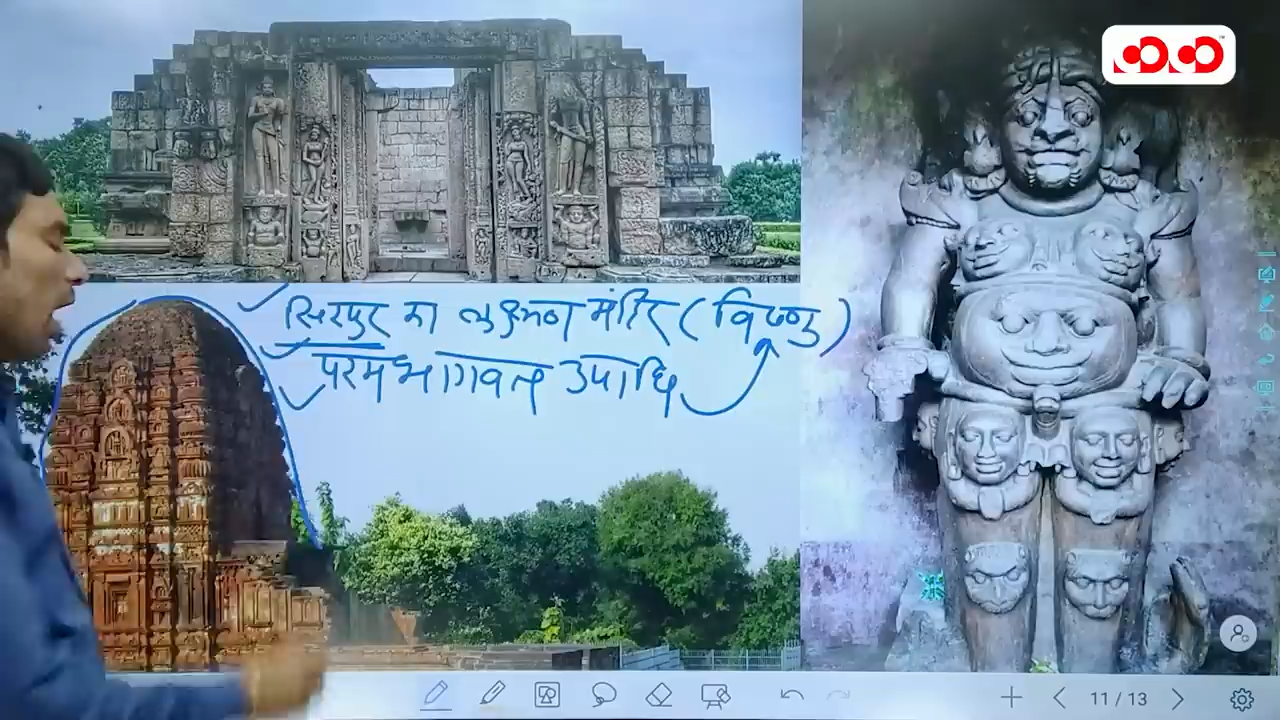 सिरपुर का लक्ष्मण मंदिर (विष्णु)
परमभागवत उपाधि
11 / 13